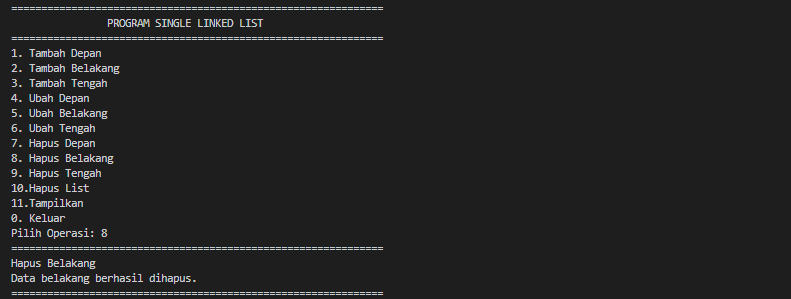 ==============================================================
PROGRAM SINGLE LINKED LIST
==============================================================
1. Tambah Depan
2. Tambah Belakang
3. Tambah Tengah
4. Ubah Depan
5. Ubah Belakang
6. Ubah Tengah
7. Hapus Depan
8. Hapus Belakang
9. Hapus Tengah
10.Hapus List
11.Tampilkan
0. Keluar
Pilih Operasi: 8
==============================================================
Hapus Belakang
Data belakang berhasil dihapus.
==============================================================